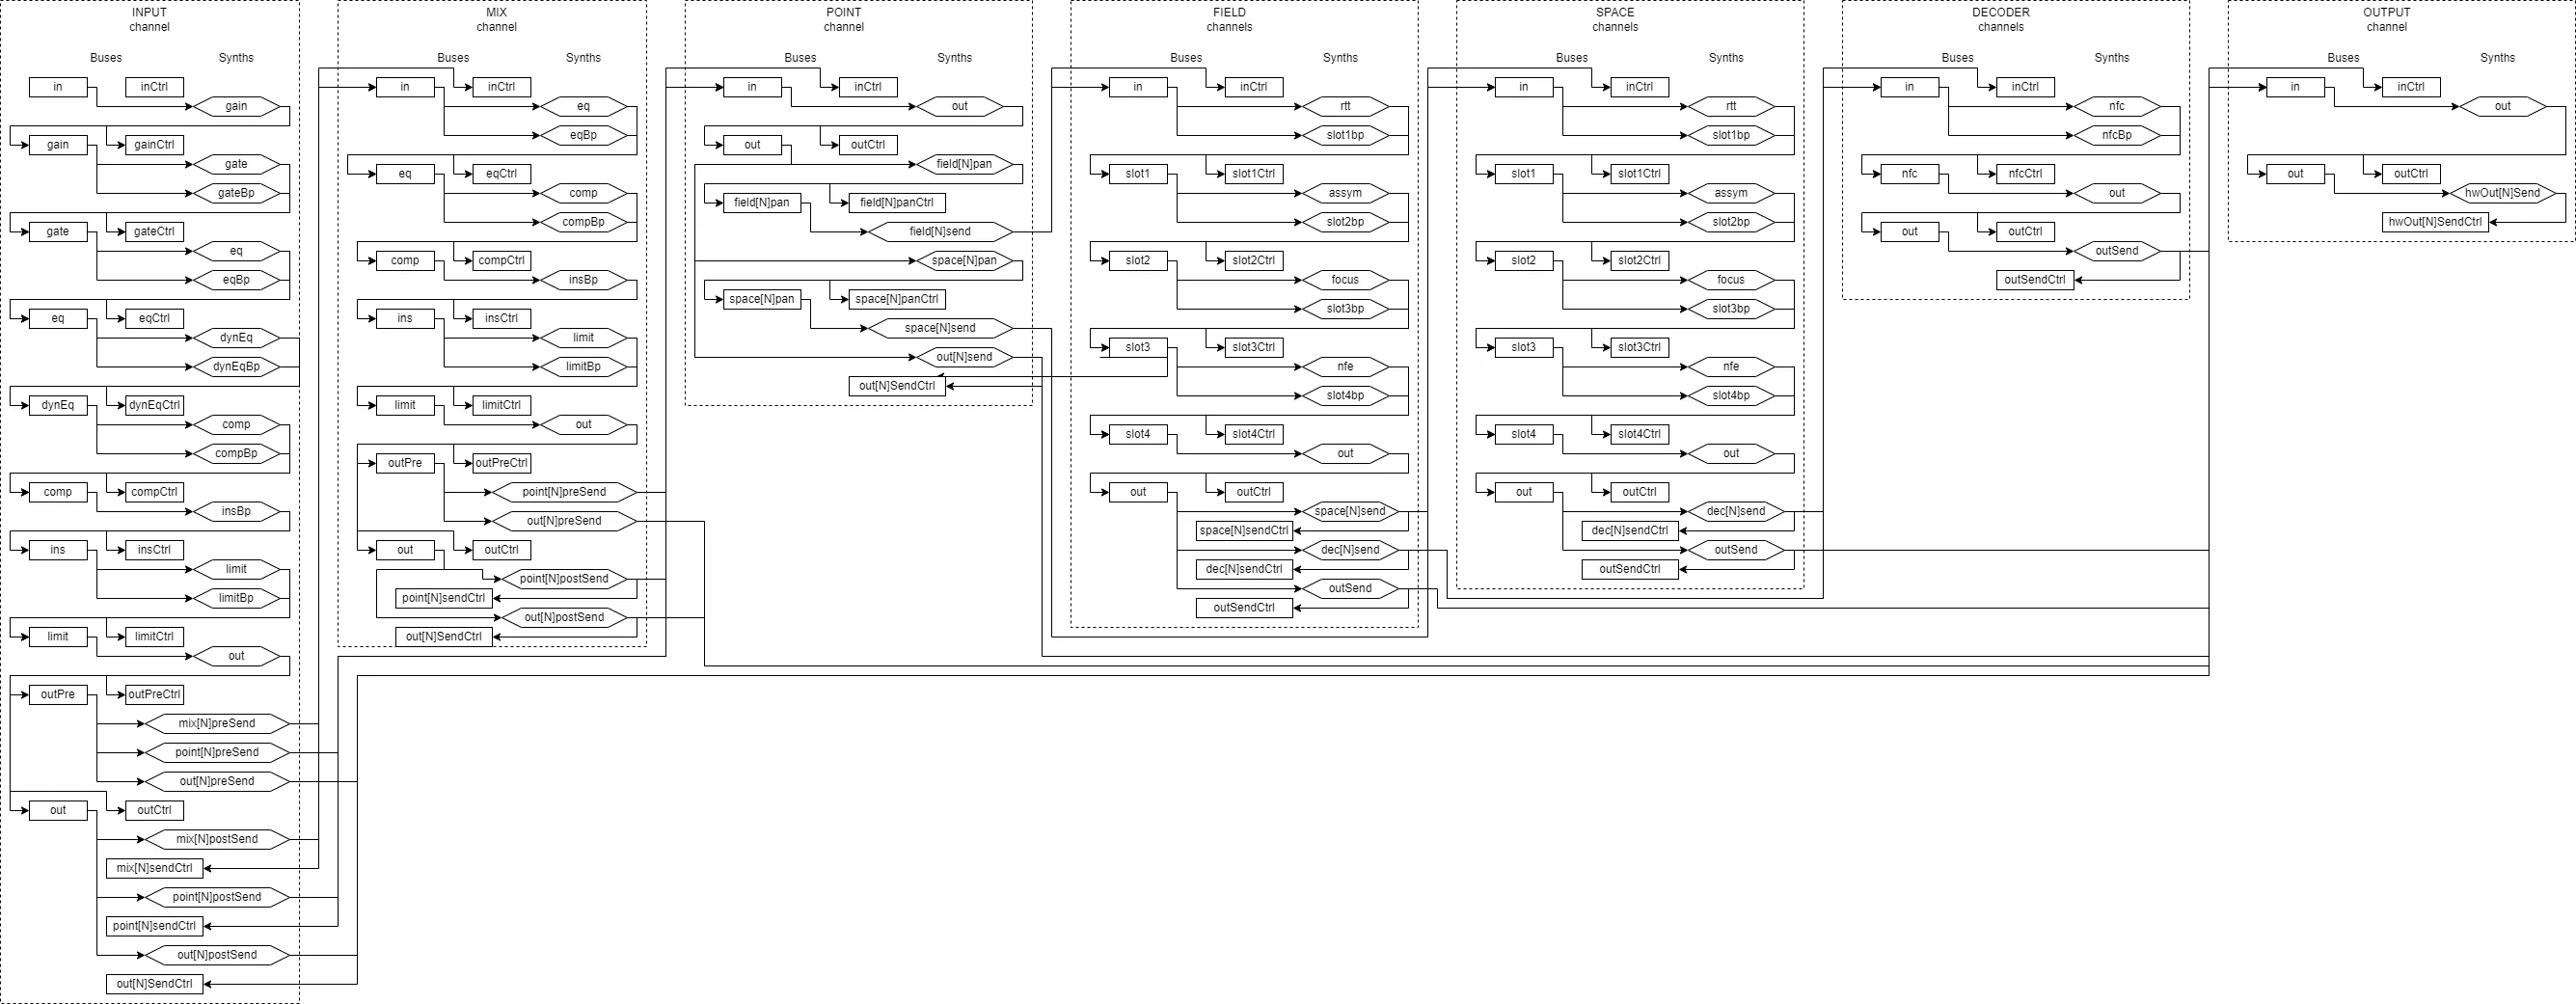 INPUT
channel
Buses
Synths
in
inCtrl
gain
gain
gainCtrl
gate
gateBp
gate
gateCtrl
eq
eqBp
eq
eqCtrl
dynEq
dynEqBp
dynEq
dynEqCtrl
comp
compBp
comp
compCtrl
insBp
ins
insCtrl
limit
limitBp
limit
limitCtrl
out
outPre
outPreCtrl
mix[N]preSend
point[N]preSend
out[N]preSend
out
outCtrl
mix[N]postSend
mix[N]sendCtrl
point[N]postSend
point[N]sendCtrl
out[N]postSend
out[N]SendCtrl
MIX
channel
Buses
Synths
in
inCtrl
eq
eqBp
eq
eqCtrl
comp
compBp
comp
compCtrl
insBp
ins
insCtrl
limit
limitBp
limit
limitCtrl
out
outPre
outPreCtrl
point[N]preSend
out[N]preSend
out
outCtrl
point[N]postSend
point[N]sendCtrl
out[N]postSend
out[N]SendCtrl
POINT
channel
Buses
Synths
in
inCtrl
out
out
outCtrl
field[N]pan
field[N]pan
field[N]panCtrl
field[N]send
space[N]pan
space[N]pan
space[N]panCtrl
space[N]send
out[N]send
out[N]SendCtrl
FIELD
channels
Buses
Synths
in
inCtrl
rtt
slot1bp
slot1
slot1Ctrl
assym
slot2bp
slot2
slot2Ctrl
focus
slot3bp
slot3
slot3Ctrl
nfe
slot4bp
slot4
slot4Ctrl
out
out
outCtrl
space[N]send
space[N]sendCtrl
dec[N]send
dec[N]sendCtrl
outSend
outSendCtrl
SPACE
channels
Buses
Synths
in
inCtrl
rtt
slot1bp
slot1
slot1Ctrl
assym
slot2bp
slot2
slot2Ctrl
focus
slot3bp
slot3
slot3Ctrl
nfe
slot4bp
slot4
slot4Ctrl
out
out
outCtrl
dec[N]send
dec[N]sendCtrl
outSend
outSendCtrl
DECODER
channels
Buses
Synths
in
inCtrl
nfc
nfcBp
nfc
nfcCtrl
out
out
outCtrl
outSend
outSendCtrl
OUTPUT
channel
Buses
Synths
in
inCtrl
out
out
outCtrl
hwOut[N]Send
hwOut[N]SendCtrl